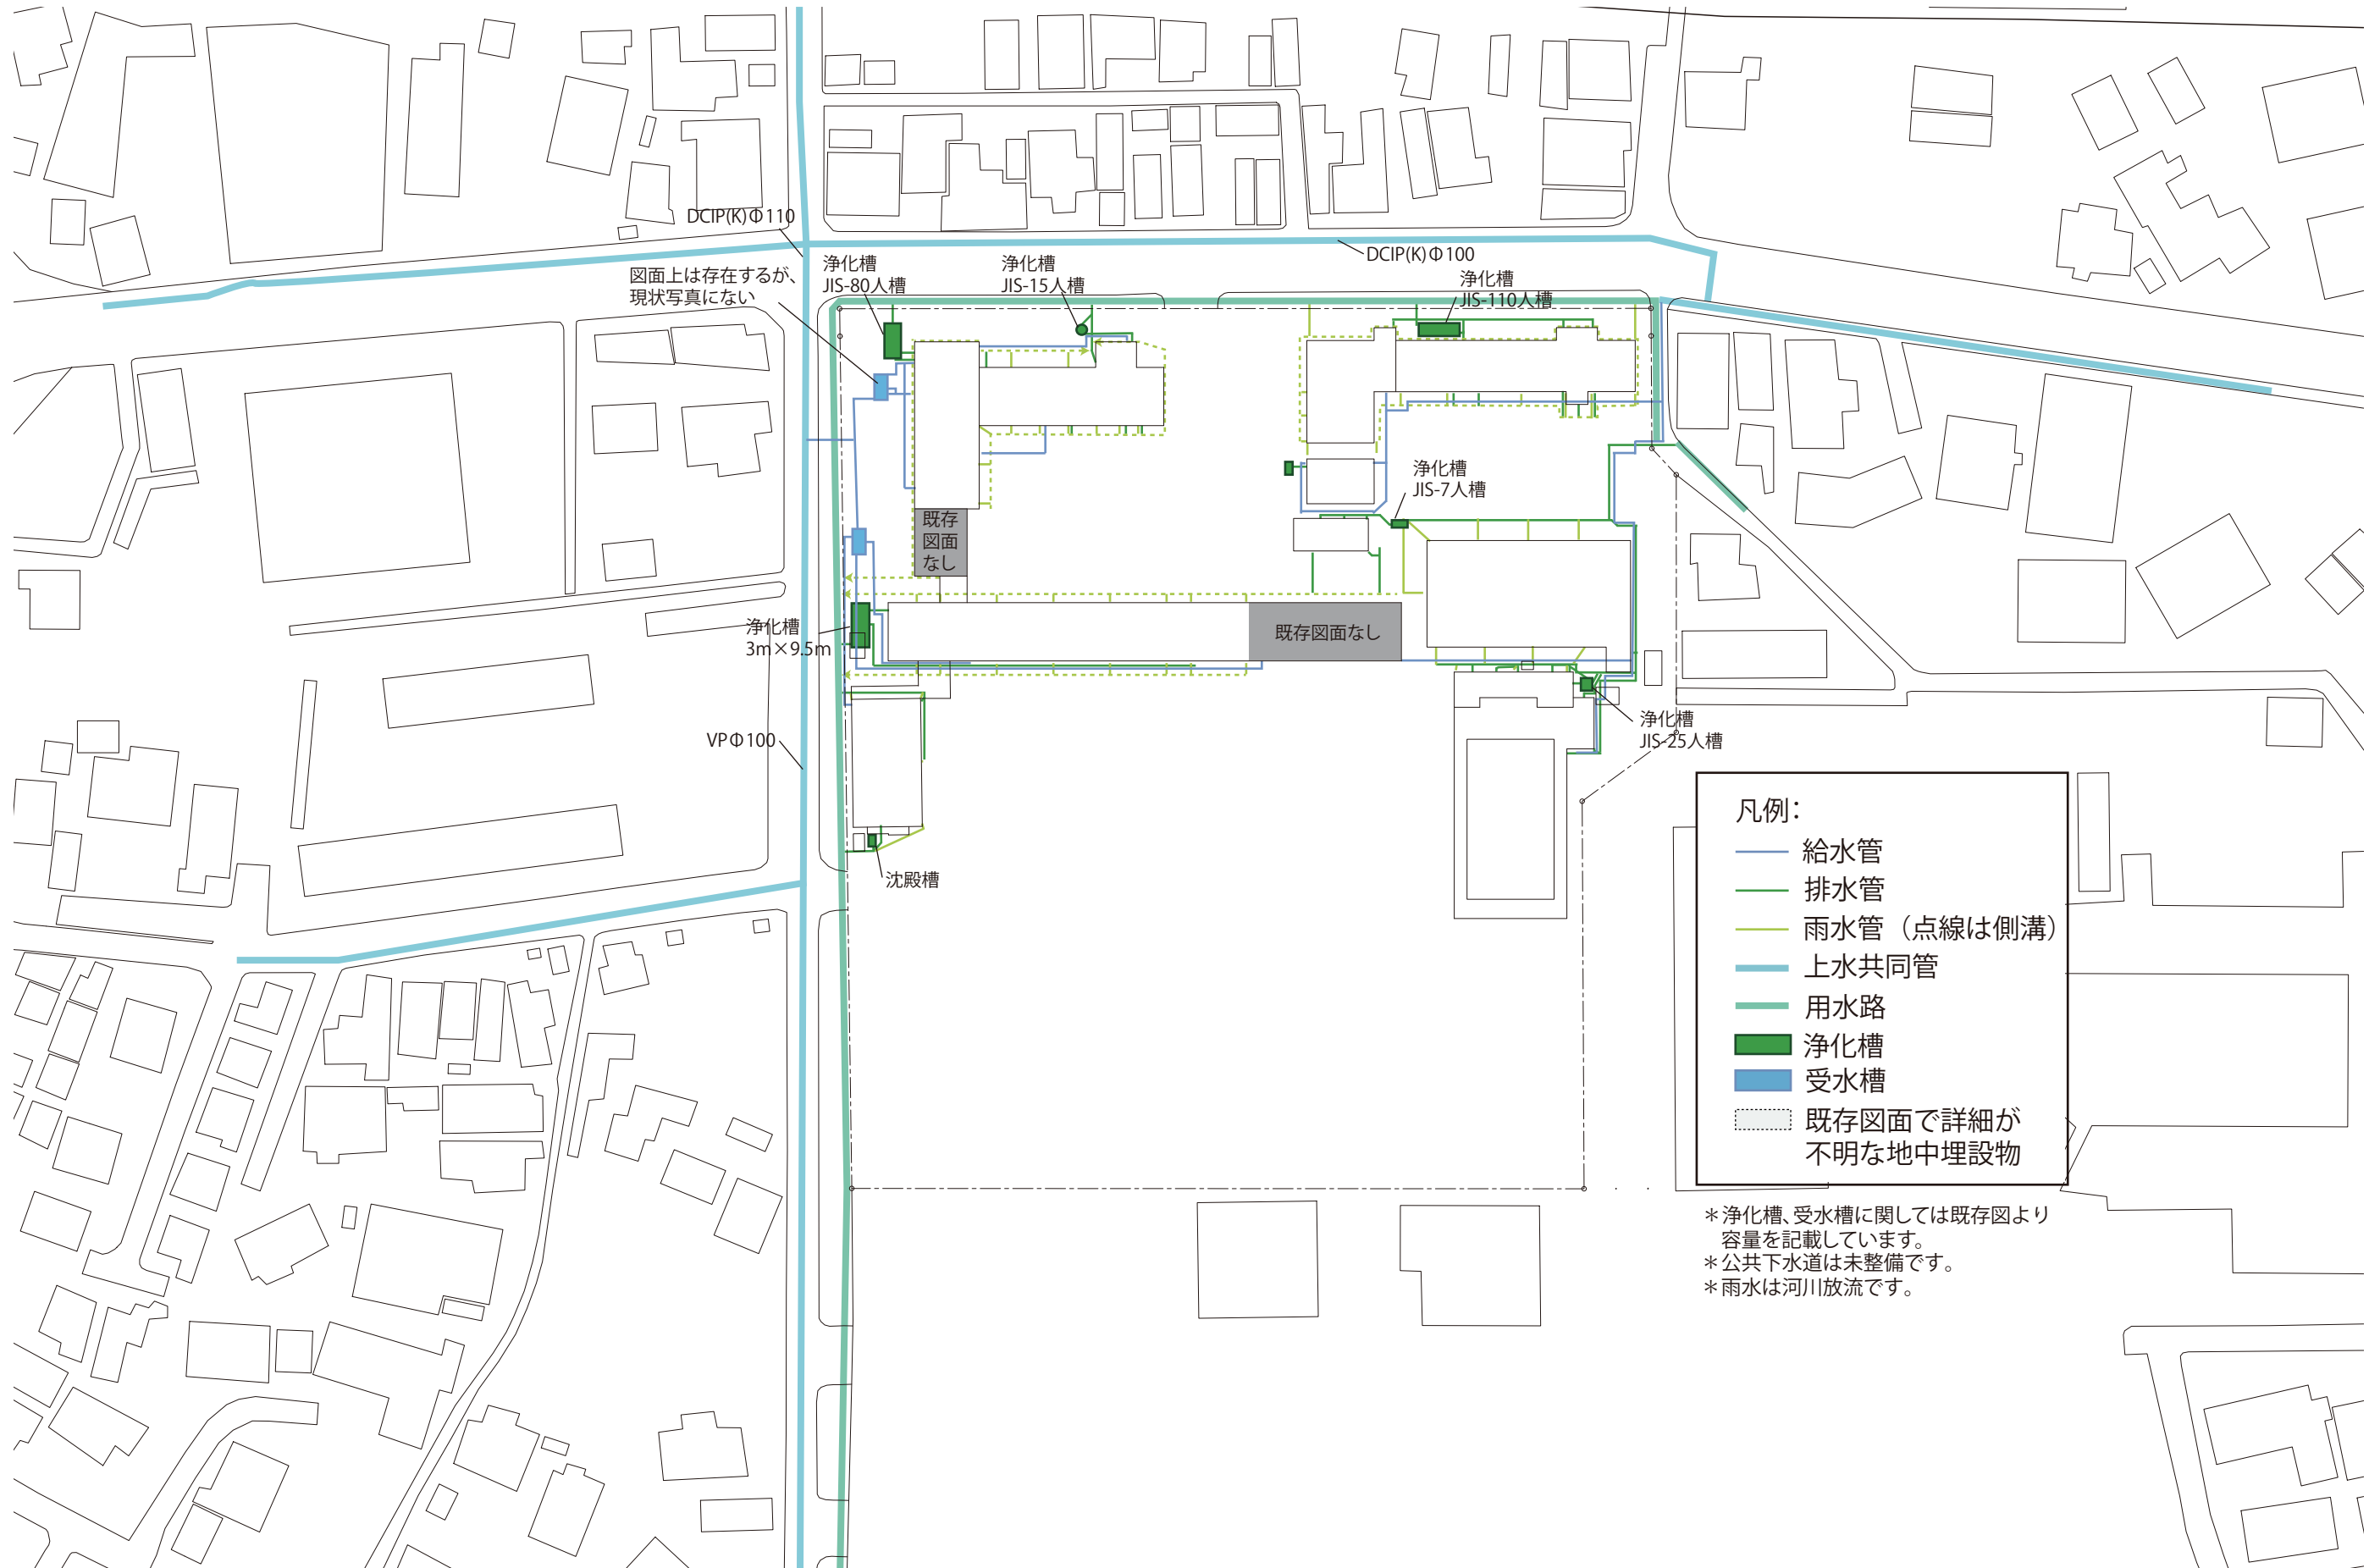 DCIP(K)Φ110
DCIP(K)Φ100
図面上は存在するが、
現状写真にない
浄化槽
JIS-80人槽
浄化槽
JIS-15人槽
浄化槽
JIS-110人槽
浄化槽
JIS-7人槽
既存
図面
なし
浄化槽
3m×9.5m
既存図面なし
浄化槽
JIS-25人槽
VPΦ100
沈殿槽
凡例：
給水管
排水管
雨水管（点線は側溝）
上水共同管
用水路
浄化槽
受水槽
既存図面で詳細が
不明な地中埋設物
＊浄化槽、受水槽に関しては既存図より
容量を記載しています。
＊公共下水道は未整備です。
＊雨水は河川放流です。